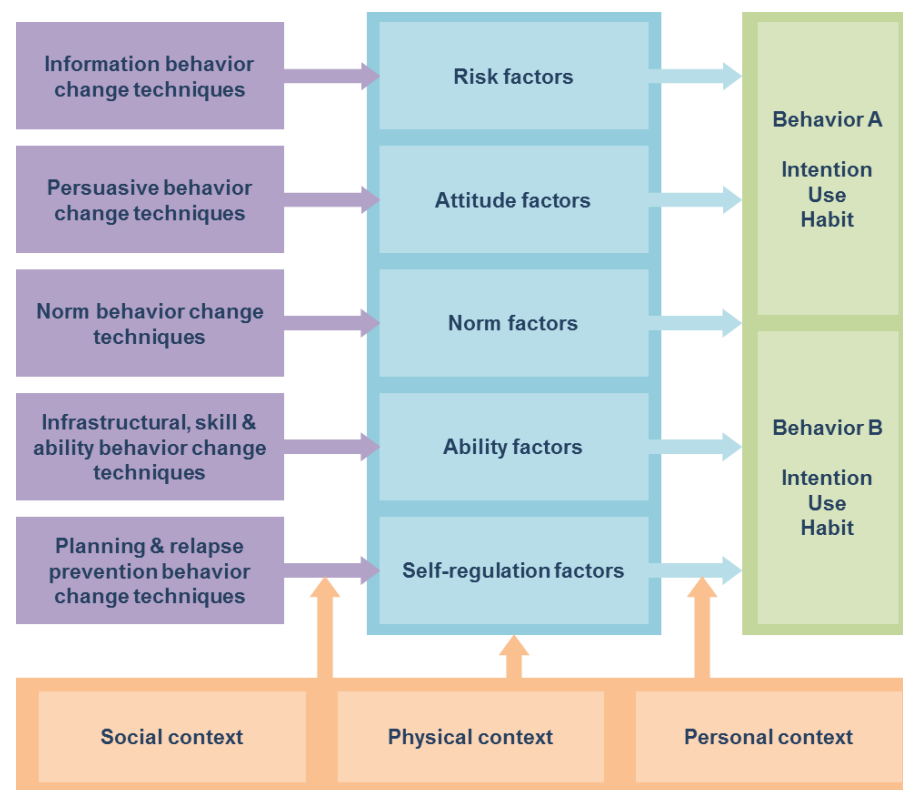 Information behavior
change techniques
Risk factors
Persuasive behavior
change techniques
Attitude factors
Norm behavior change
techniques
Norm factors
Infrastructural, skill &
ability behavior change
techniques
Ability factors
Planning & relapse
prevention behavior
change techniques
Self-regulation factors
Behavior A
Intention
Use
Habit
Behavior B
Intention
Use
Habit
Social context
Physical context
Personal context